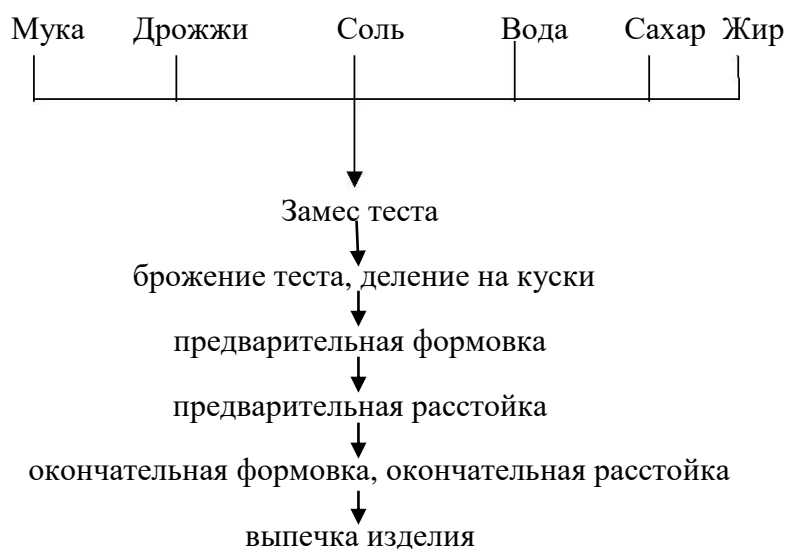 Мука Дрожжи Соль Вода Сахар Жир
Замес теста
брожение теста, деление на куски
предварительная формовка
предварительная расстойка
окончательная формовка, окончательная расстойка
выпечка изделия